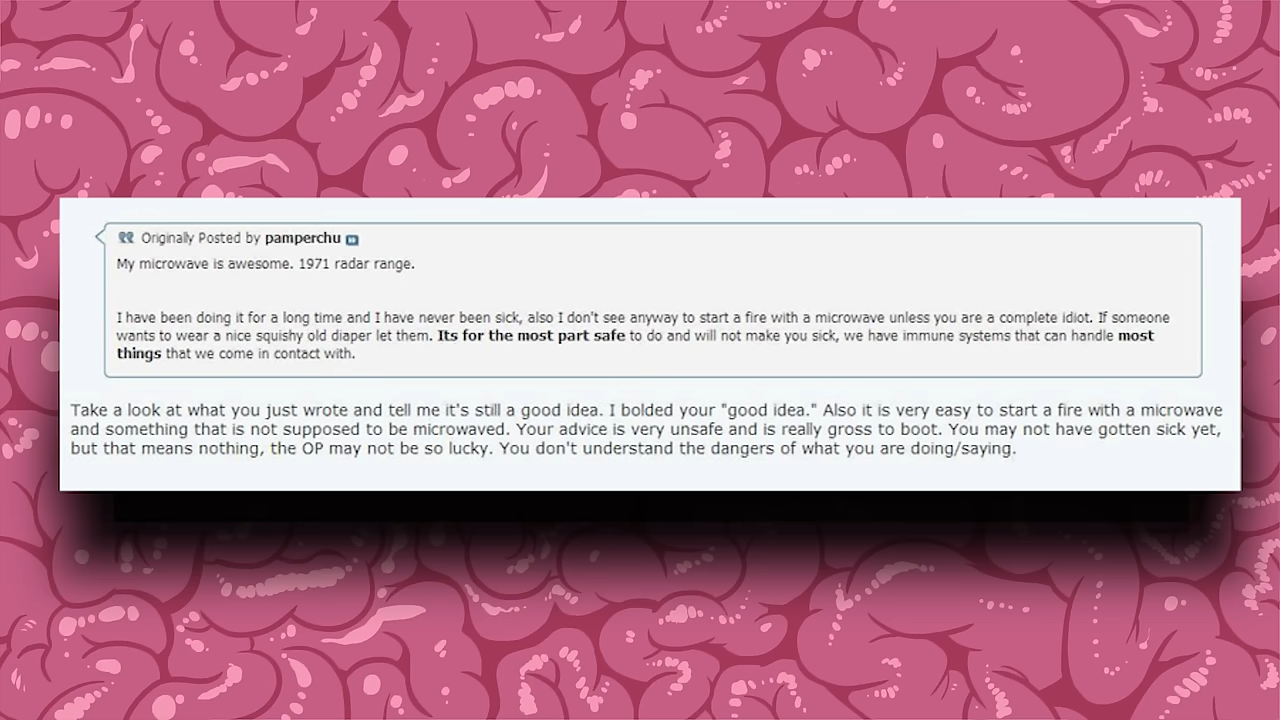 Originally Posted by pamperchu
My microwave is awesome. 1971 radar range.
I have been doing it for a long time and I have never been sick, also I don't see anyway to start a fire with a microwave unless you are a complete idiot. If someone
wants to wear a nice squishy old diaper let them. Its for the most part safe to do and will not make you sick, we have immune systems that can handle most
things that we come in contact with.
Take a look at what you just wrote and tell me it's still a good idea. I bolded your "good idea." Also it is very easy to start a fire with a microwave
and something that is not supposed to be microwaved. Your advice is very unsafe and is really gross to boot. You may not have gotten sick yet,
but that means nothing, the OP may not be so lucky. You don't understand the dangers of what you are doing/saying.